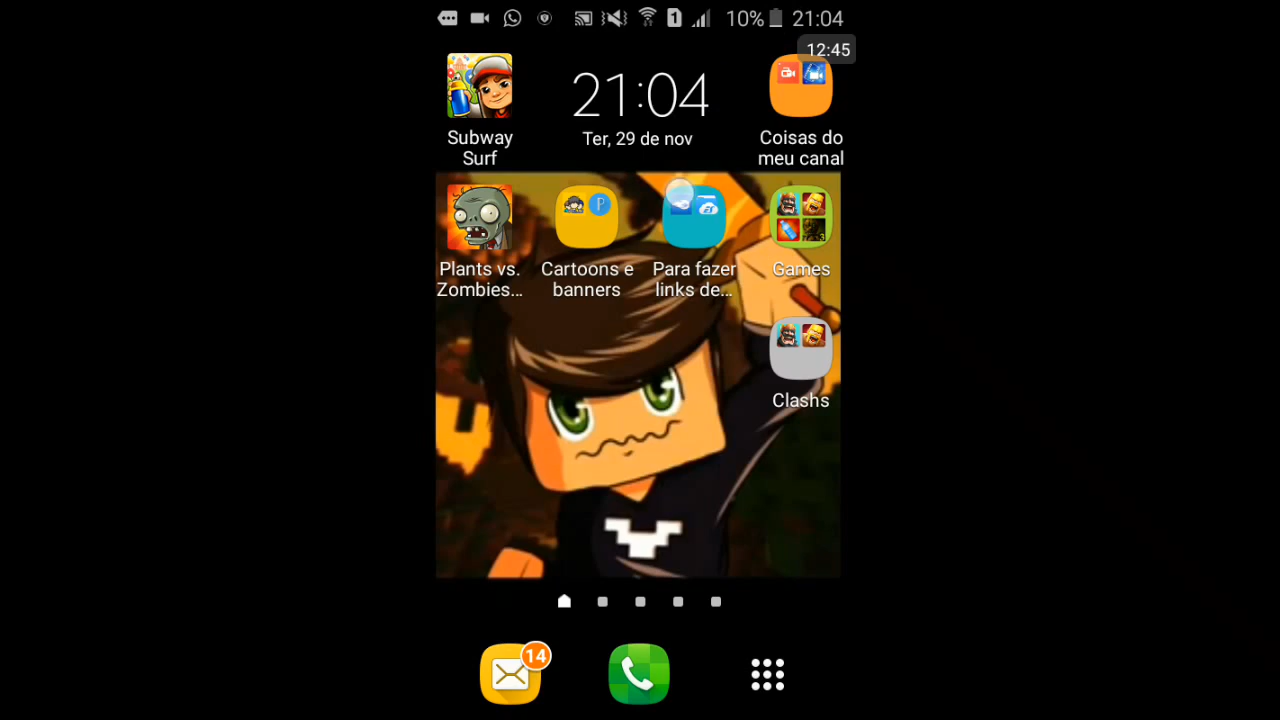 1 10% 21:04
12:45
21:04
Ter, 29 de nov
Subway
Surf
Coisas do
meu canal
Plants vs.
Zombies...
Cartoons e
banners
Para fazer
links de...
Games
Clashs
14